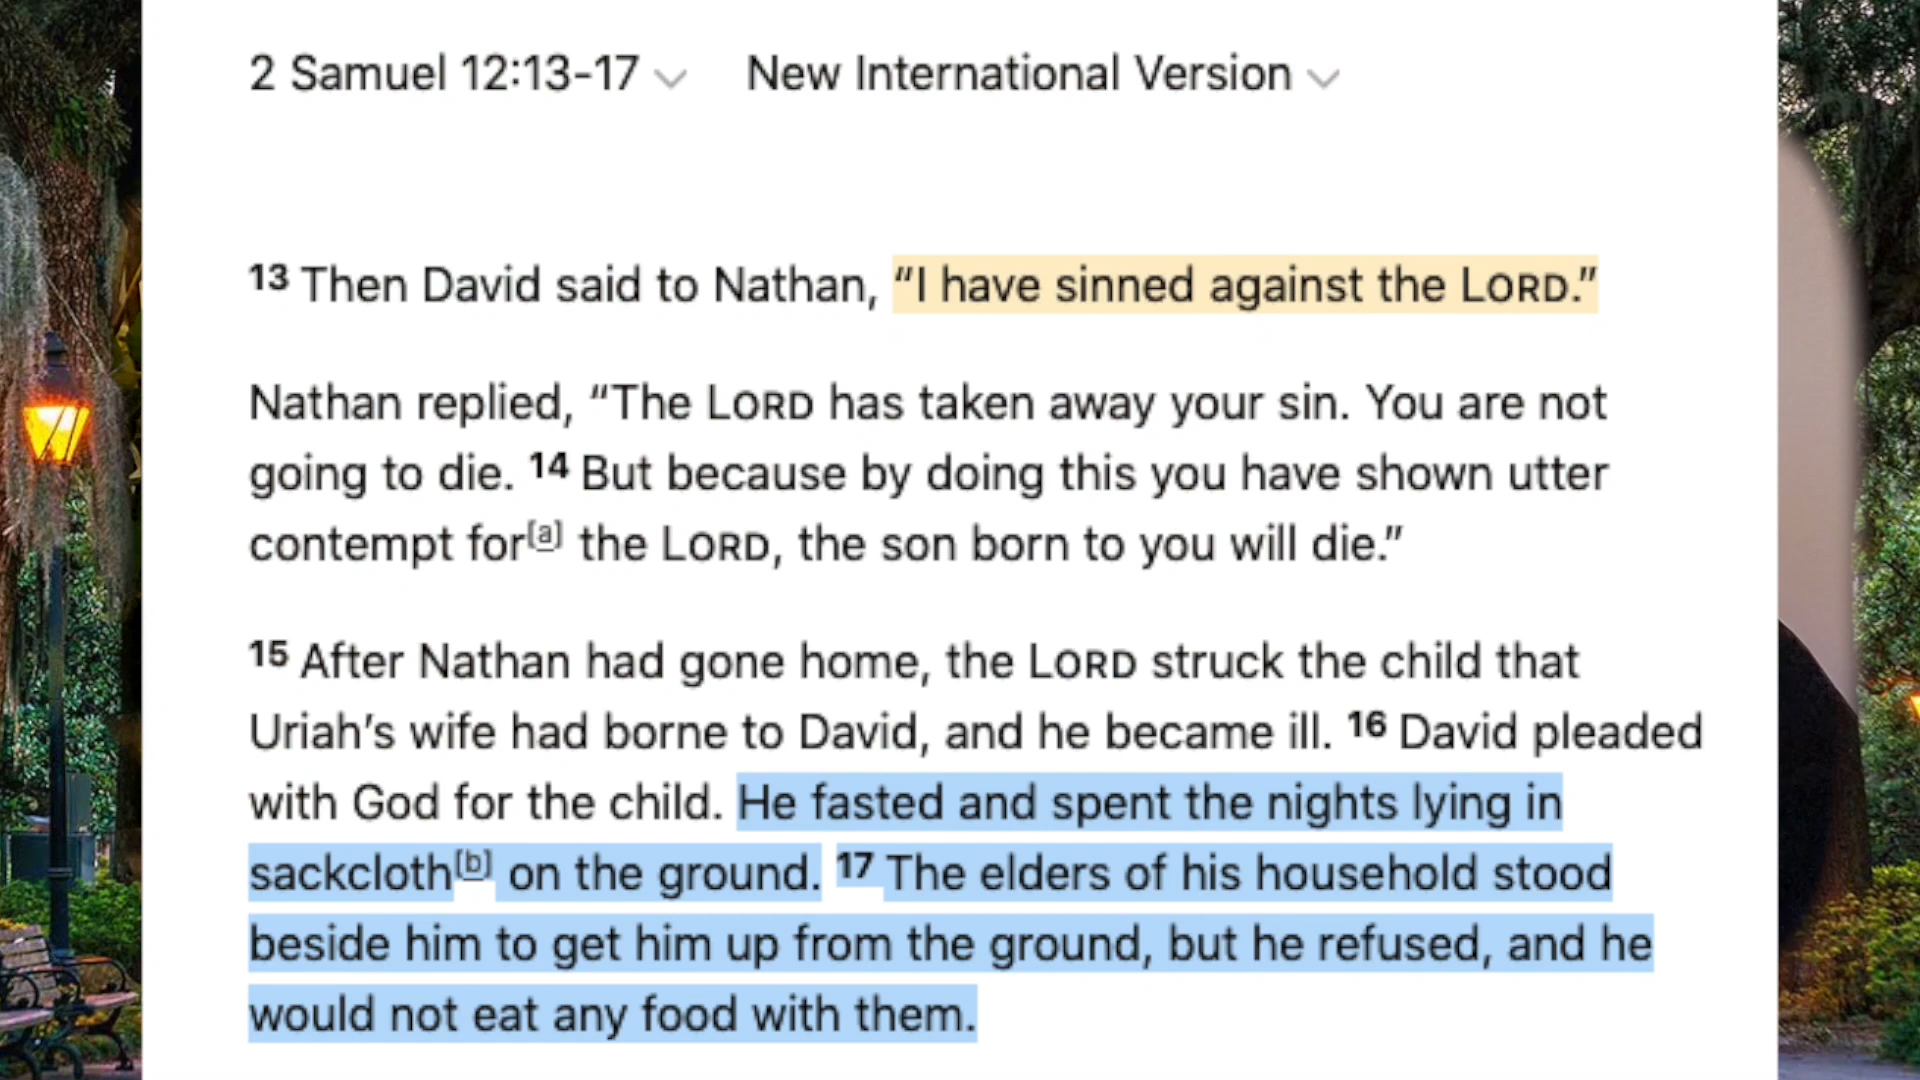 2 Samuel 12:13-17 New International Version
13 Then David said to Nathan, “I have sinned against the LORD.”
Nathan replied, “The LORD has taken away your sin. You are not
going to die. 14 But because by doing this you have shown utter
contempt for[a] the LORD, the son born to you will die.”
15 After Nathan had gone home, the LORD struck the child that
Uriah’s wife had borne to David, and he became ill. 16 David pleaded
with God for the child. He fasted and spent the nights lying in
sackcloth[b] on the ground. 17 The elders of his household stood
beside him to get him up from the ground, but he refused, and he
would not eat any food with them.